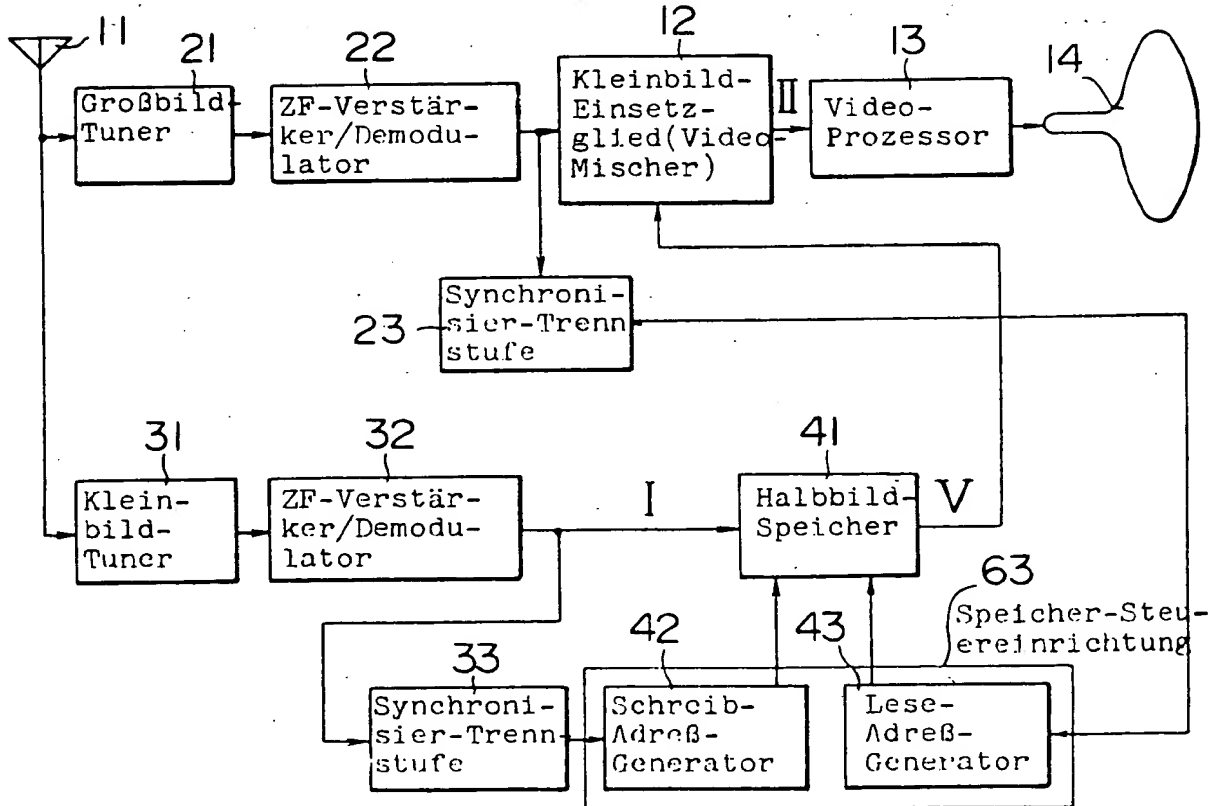 11
21
Großbild-
Tuner
22
ZF-Verstär-
ker/Demodu-
lator
12
Kleinbild-
Einsetz-
glied(Video-
Mischer)
II
13
Video-
Prozessor
14
23
Synchroni-
sier-Trenn
stufe
31
Klein-
bild-
Tuner
32
ZF-Verstär-
ker/Demodu-
lator
I
41
Halbbild-
Speicher
V
63
Speicher-Steu-
ereinrichtung
33
Synchroni-
sier-Trenn-
stufe
42
Schreib-
Adreß-
Generator
43
Lese-
Adreß-
Generator